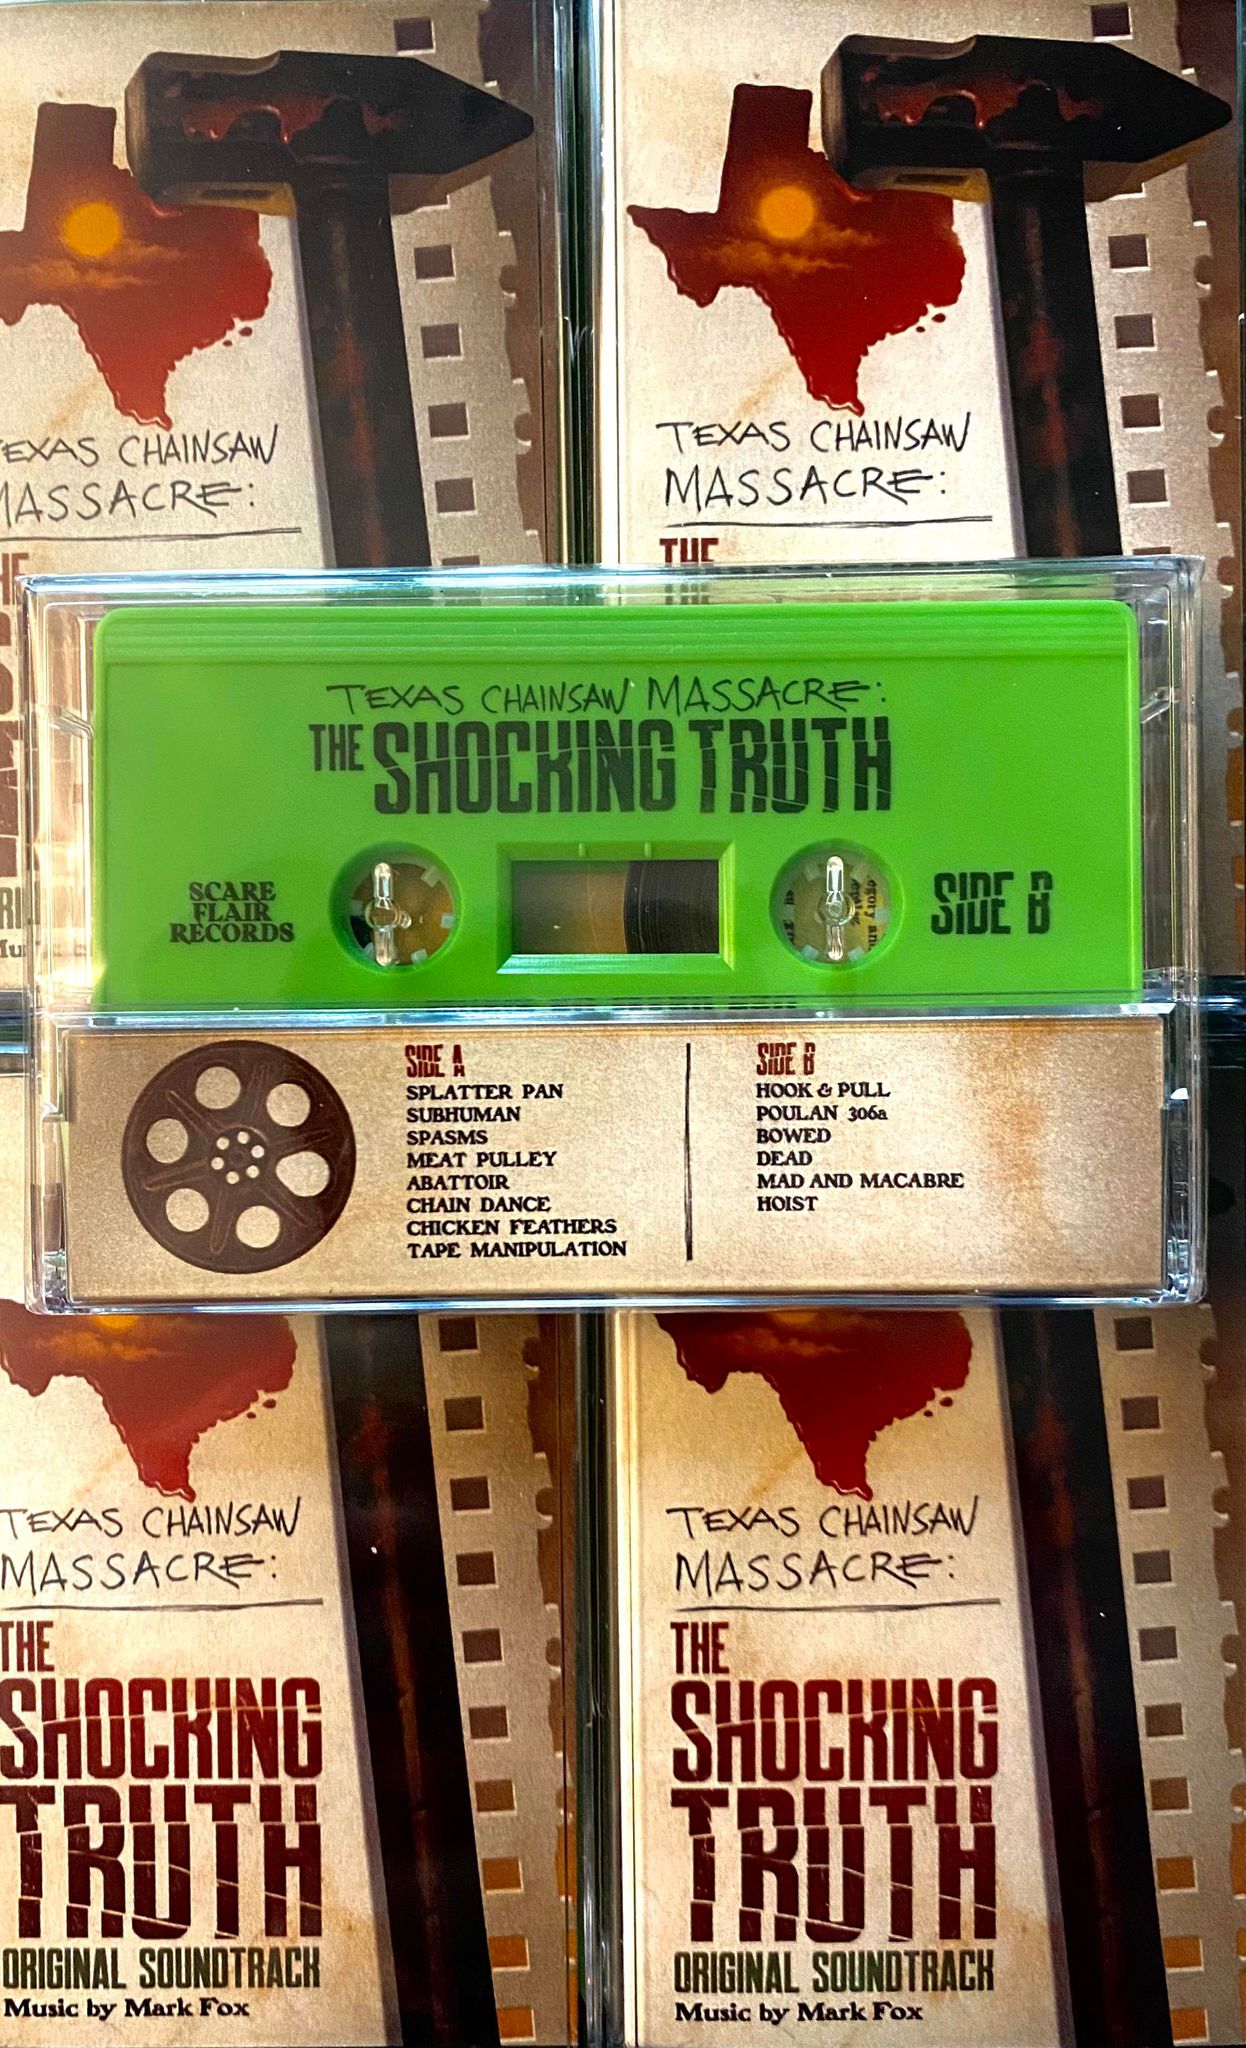 EXAS CHAINSAW
MASSACRE:
TEXAS CHAINSAW
MASSACRE:
THE
TEXAS CHAINSAW MASSACRE:
THE SHOCKING TRUTH
SCARE
FLAIR
RECORDS
SIDE B
SIDE A
SPLATTER PAN
SUBHUMAN
SPASMS
MEAT PULLEY
ABATTOIR
CHAIN DANCE
CHICKEN FEATHERS
TAPE MANIPULATION
SIDE B
HOOK & PULL
POULAN 306a
BOWED
DEAD
MAD AND MACABRE
HOIST
TEXAS CHAINSAW
MASSACRE:
THE
SHOCKING
TRUTH
ORIGINAL SOUNDTRACK
Music by Mark Fox
TEXAS CHAINSAW
MASSACRE:
THE
SHOCKING
TRUTH
ORIGINAL SOUNDTRACK
Music by Mark Fox